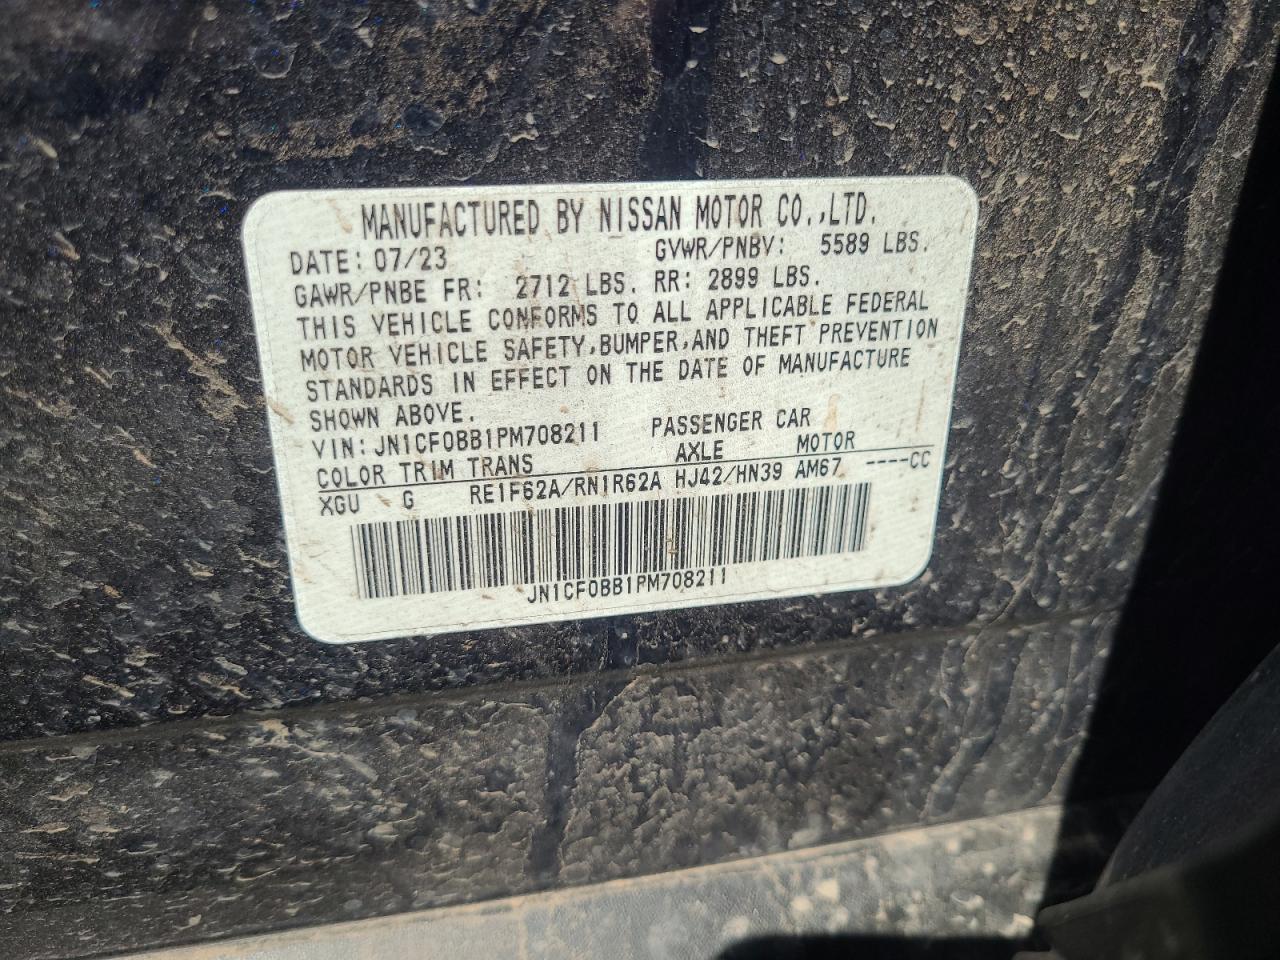 MANUFACTURED BY NISSAN MOTOR CO.,LTD.
DATE: 07/23 GVWR/PNBV: 5589 LBS.
GAWR/PNBE FR: 2712 LBS. RR: 2899 LBS.
THIS VEHICLE CONFORMS TO ALL APPLICABLE FEDERAL
MOTOR VEHICLE SAFETY,BUMPER,AND THEFT PREVENTION
STANDARDS IN EFFECT ON THE DATE OF MANUFACTURE
SHOWN ABOVE.
VIN: JN1CF0BB1PM708211 PASSENGER CAR
COLOR TRIM TRANS AXLE MOTOR
XGU G RE1F62A/RN1R62A HJ42/HN39 AM67 ----CC
JN1CF0BB1PM708211